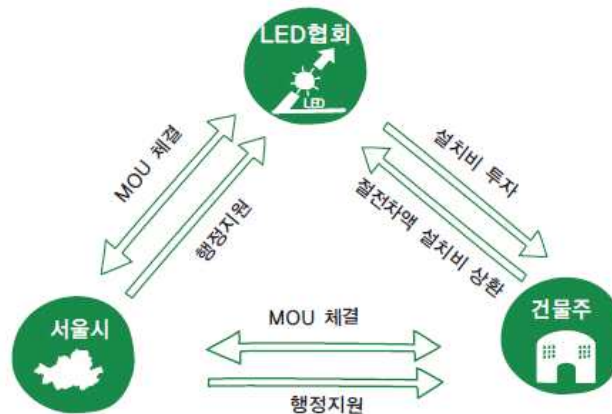 LED협회
LED
MOU 체결
행정지원
설치비 투자
절전차액 설치비 상환
서울시
건물주
MOU 체결
행정지원